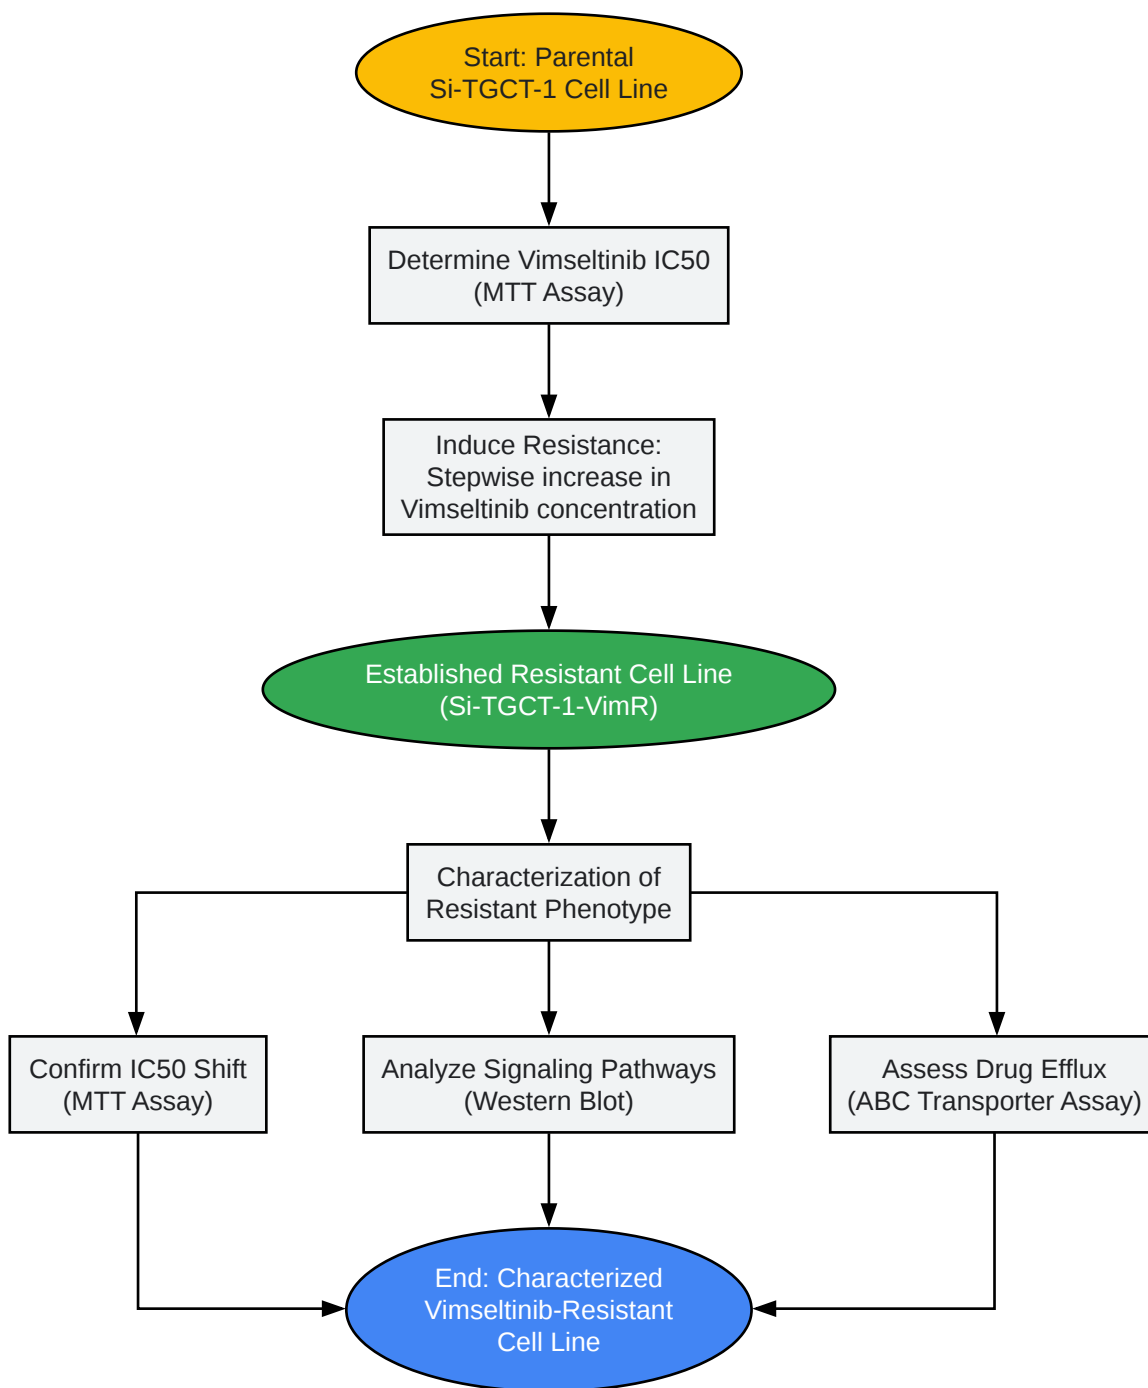 Start: Parental
Si-TGCT-1 Cell Line
Determine Vimseltinib IC50
(MTT Assay)
Induce Resistance:
Stepwise increase in
Vimseltinib concentration
Established Resistant Cell Line
(Si-TGCT-1-VimR)
Characterization of
Resistant Phenotype
Confirm IC50 Shift
(MTT Assay)
Analyze Signaling Pathways
(Western Blot)
Assess Drug Efflux
(ABC Transporter Assay)
End: Characterized
Vimseltinib-Resistant
Cell Line